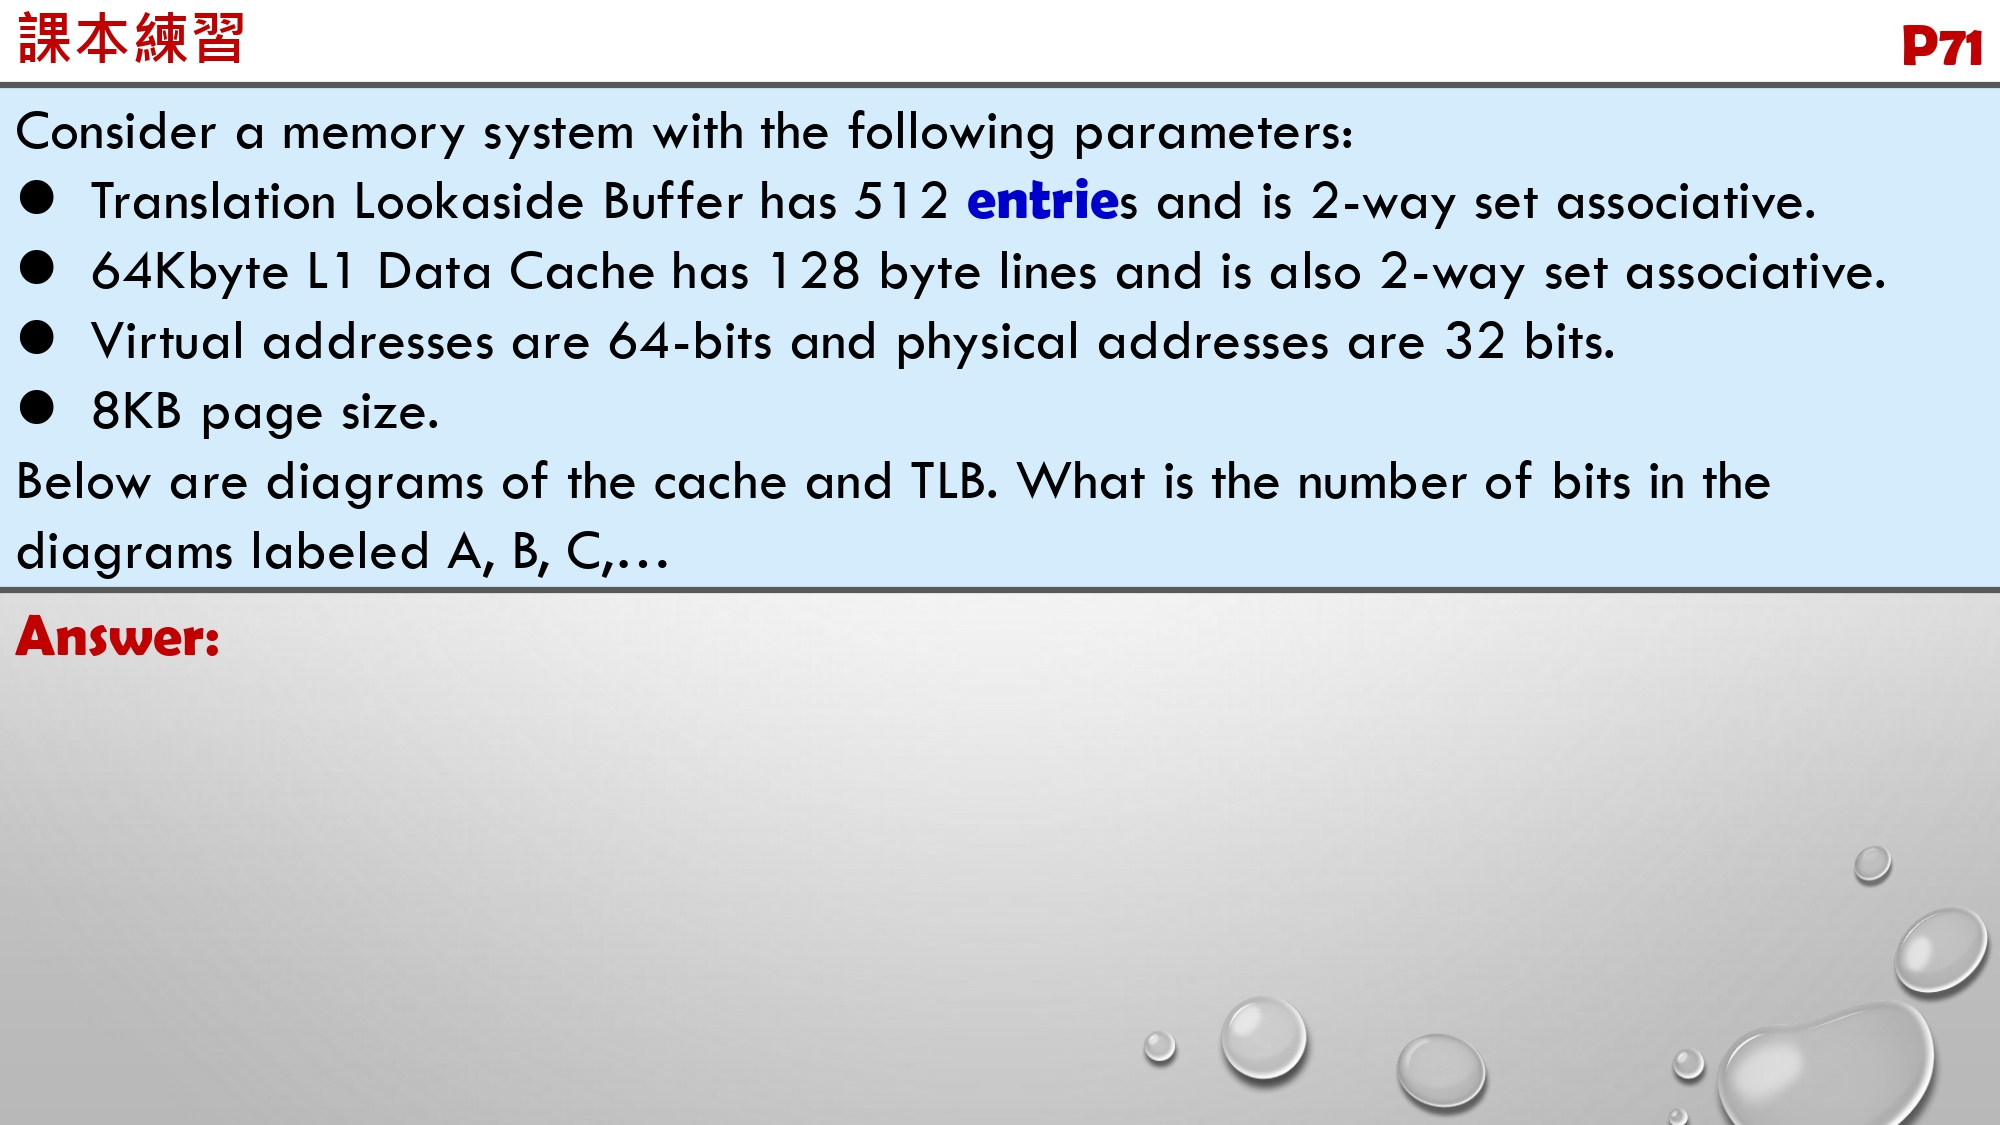 課本練習
P71
Consider a memory system with the following parameters:
● Translation Lookaside Buffer has 512 entries and is 2-way set associative.
● 64Kbyte L1 Data Cache has 128 byte lines and is also 2-way set associative.
● Virtual addresses are 64-bits and physical addresses are 32 bits.
● 8KB page size.
Below are diagrams of the cache and TLB. What is the number of bits in the
diagrams labeled A, B, C,...
Answer: